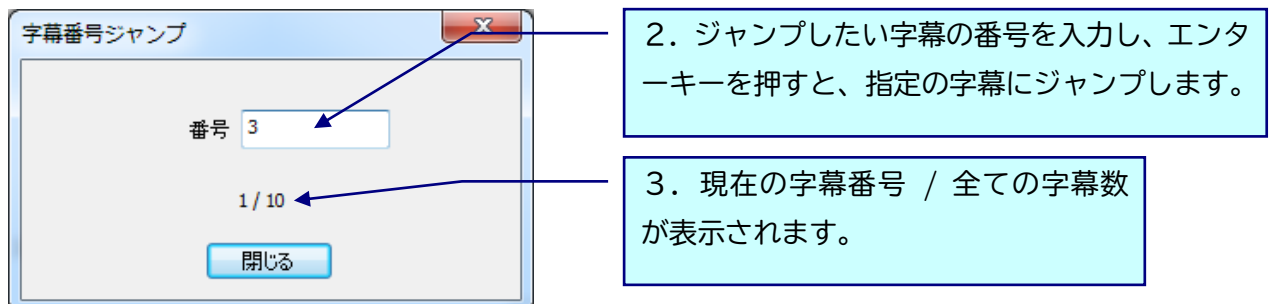 字幕番号ジャンプ
x
番号 3
1 / 10
閉じる
２．ジャンプしたい字幕の番号を入力し、エンタ
ーキーを押すと、指定の字幕にジャンプします。
３．現在の字幕番号 / 全ての字幕数
が表示されます。